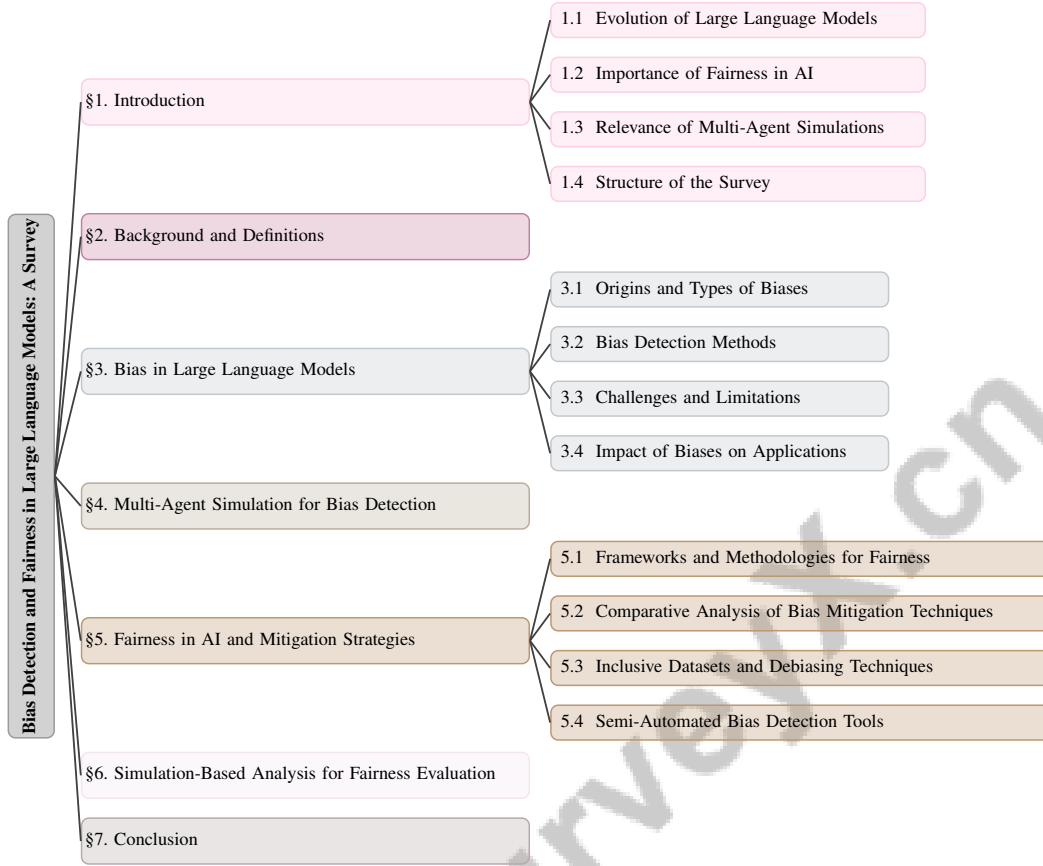 Bias Detection and Fairness in Large Language Models: A Survey
§1. Introduction
1.1 Evolution of Large Language Models
1.2 Importance of Fairness in AI
1.3 Relevance of Multi-Agent Simulations
1.4 Structure of the Survey
§2. Background and Definitions
§3. Bias in Large Language Models
3.1 Origins and Types of Biases
3.2 Bias Detection Methods
3.3 Challenges and Limitations
3.4 Impact of Biases on Applications
§4. Multi-Agent Simulation for Bias Detection
§5. Fairness in AI and Mitigation Strategies
5.1 Frameworks and Methodologies for Fairness
5.2 Comparative Analysis of Bias Mitigation Techniques
5.3 Inclusive Datasets and Debiasing Techniques
5.4 Semi-Automated Bias Detection Tools
§6. Simulation-Based Analysis for Fairness Evaluation
§7. Conclusion
rveyx.cn